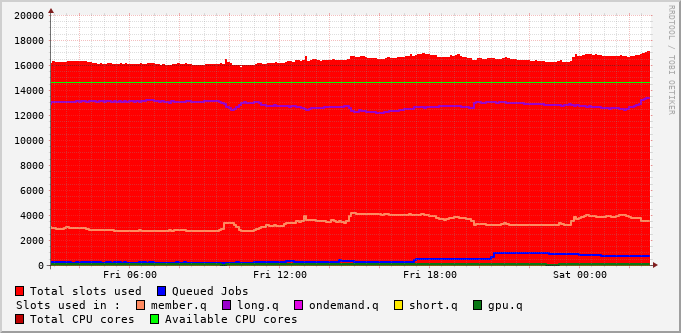 20000
18000
16000
14000
12000
10000
8000
6000
4000
2000
0
Fri 06:00 Fri 12:00 Fri 18:00 Sat 00:00
Total slots used Queued Jobs
Slots used in : member.q long.q ondemand.q short.q gpu.q
Total CPU cores Available CPU cores
RRDTOOL / TOBI OETIKER